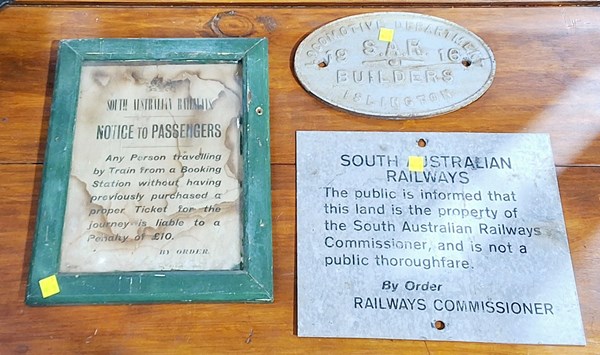 SOUTH AUSTRALIAN RAILWAYS
NOTICE TO PASSENGERS
Any Person travelling
by Train from a Booking
Station without having
previously purchased a
proper Ticket for the
journey is liable to a
Penalty of £10.
BY ORDER.
LOCOMOTIVE DEPARTMENT
19 S.A.R. 16
BUILDERS
ISLINGTON
SOUTH AUSTRALIAN
RAILWAYS
The public is informed that
this land is the property of
the South Australian Railways
Commissioner, and is not a
public thoroughfare.
By Order
RAILWAYS COMMISSIONER